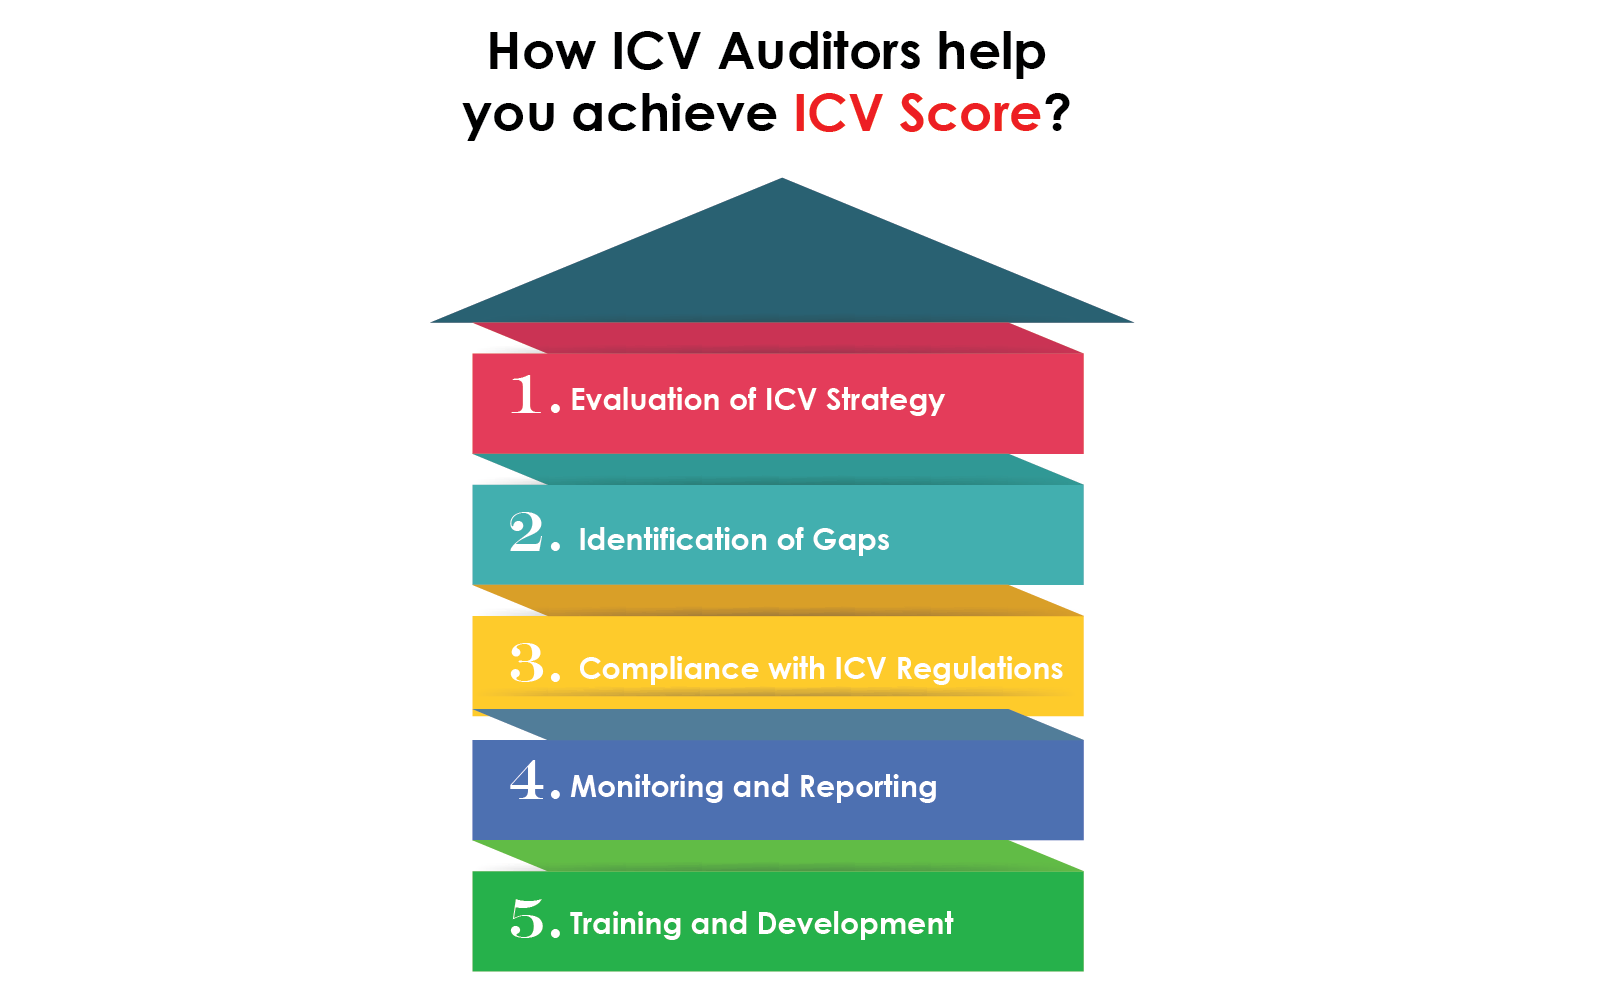 How ICV Auditors help
you achieve ICV Score?
1. Evaluation of ICV Strategy
2. Identification of Gaps
3. Compliance with ICV Regulations
4. Monitoring and Reporting
5. Training and Development